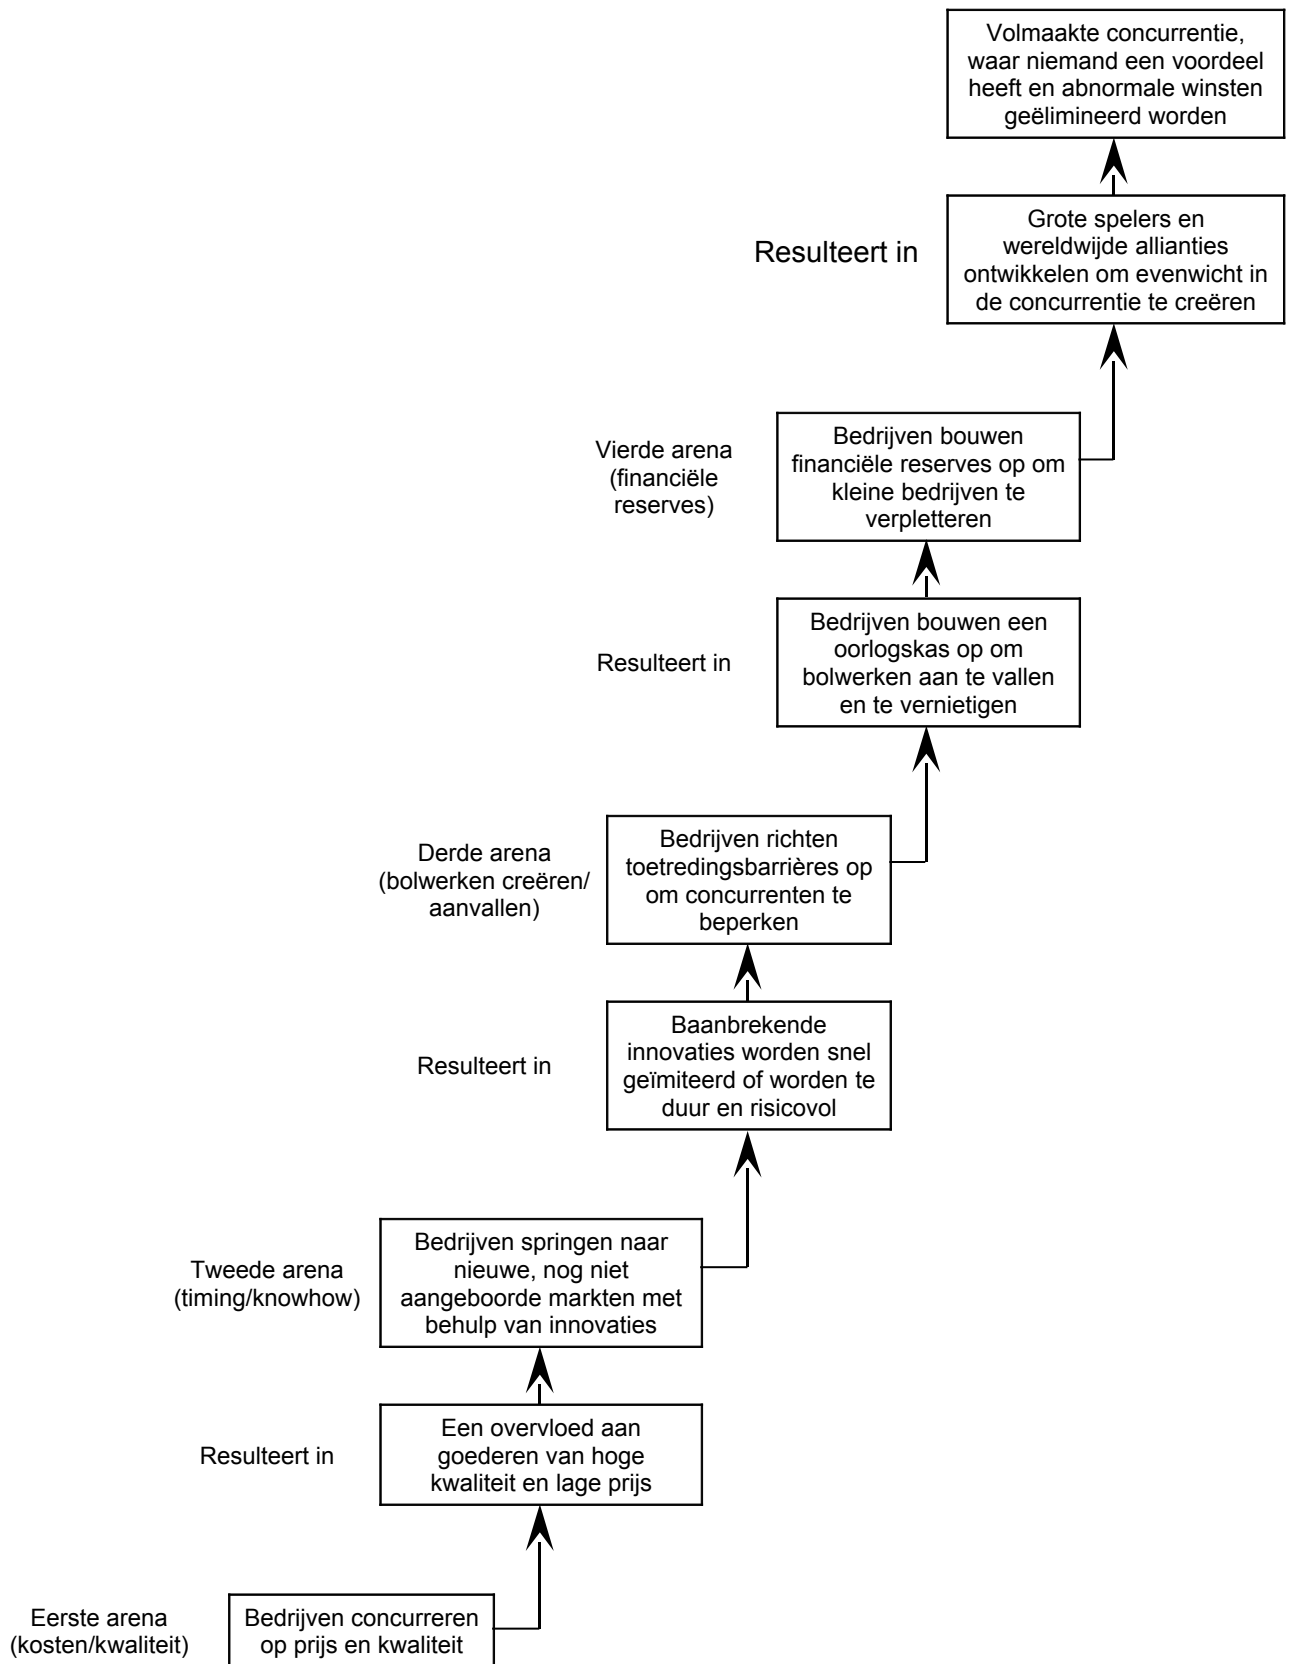 Volmaakte concurrentie,
waar niemand een voordeel
heeft en abnormale winsten
geëlimineerd worden
Resulteert in
Grote spelers en
wereldwijde allianties
ontwikkelen om evenwicht in
de concurrentie te creëren
Vierde arena
(financiële
reserves)
Bedrijven bouwen
financiële reserves op om
kleine bedrijven te
verpletteren
Resulteert in
Bedrijven bouwen een
oorlogskas op om
bolwerken aan te vallen
en te vernietigen
Derde arena
(bolwerken creëren/
aanvallen)
Bedrijven richten
toetredingsbarrières op
om concurrenten te
beperken
Resulteert in
Baanbrekende
innovaties worden snel
geïmiteerd of worden te
duur en risicovol
Tweede arena
(timing/knowhow)
Bedrijven springen naar
nieuwe, nog niet
aangeboorde markten met
behulp van innovaties
Resulteert in
Een overvloed aan
goederen van hoge
kwaliteit en lage prijs
Eerste arena
(kosten/kwaliteit)
Bedrijven concurreren
op prijs en kwaliteit